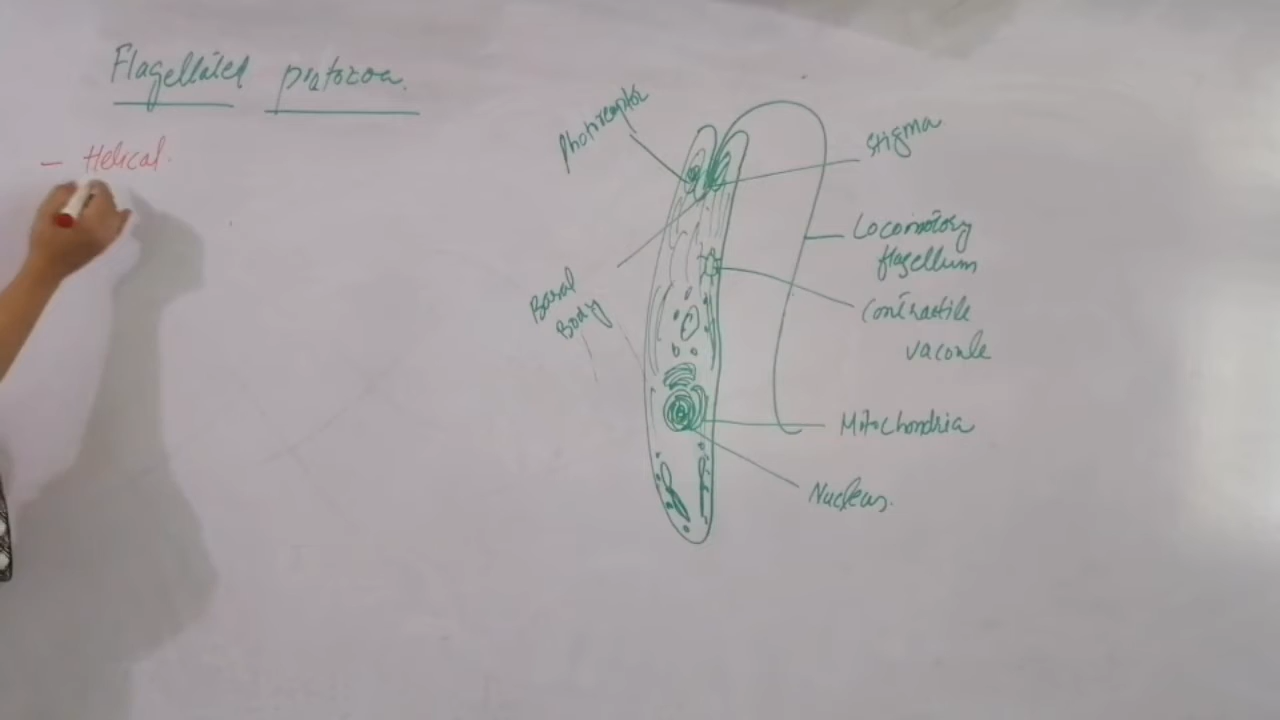 Flagellated protozoa.
- Helical.
Photoreceptor
Stigma
Locomotory
flagellum
Basal
Body
Contractile
vacoule
Mitochondria
Nucleus.